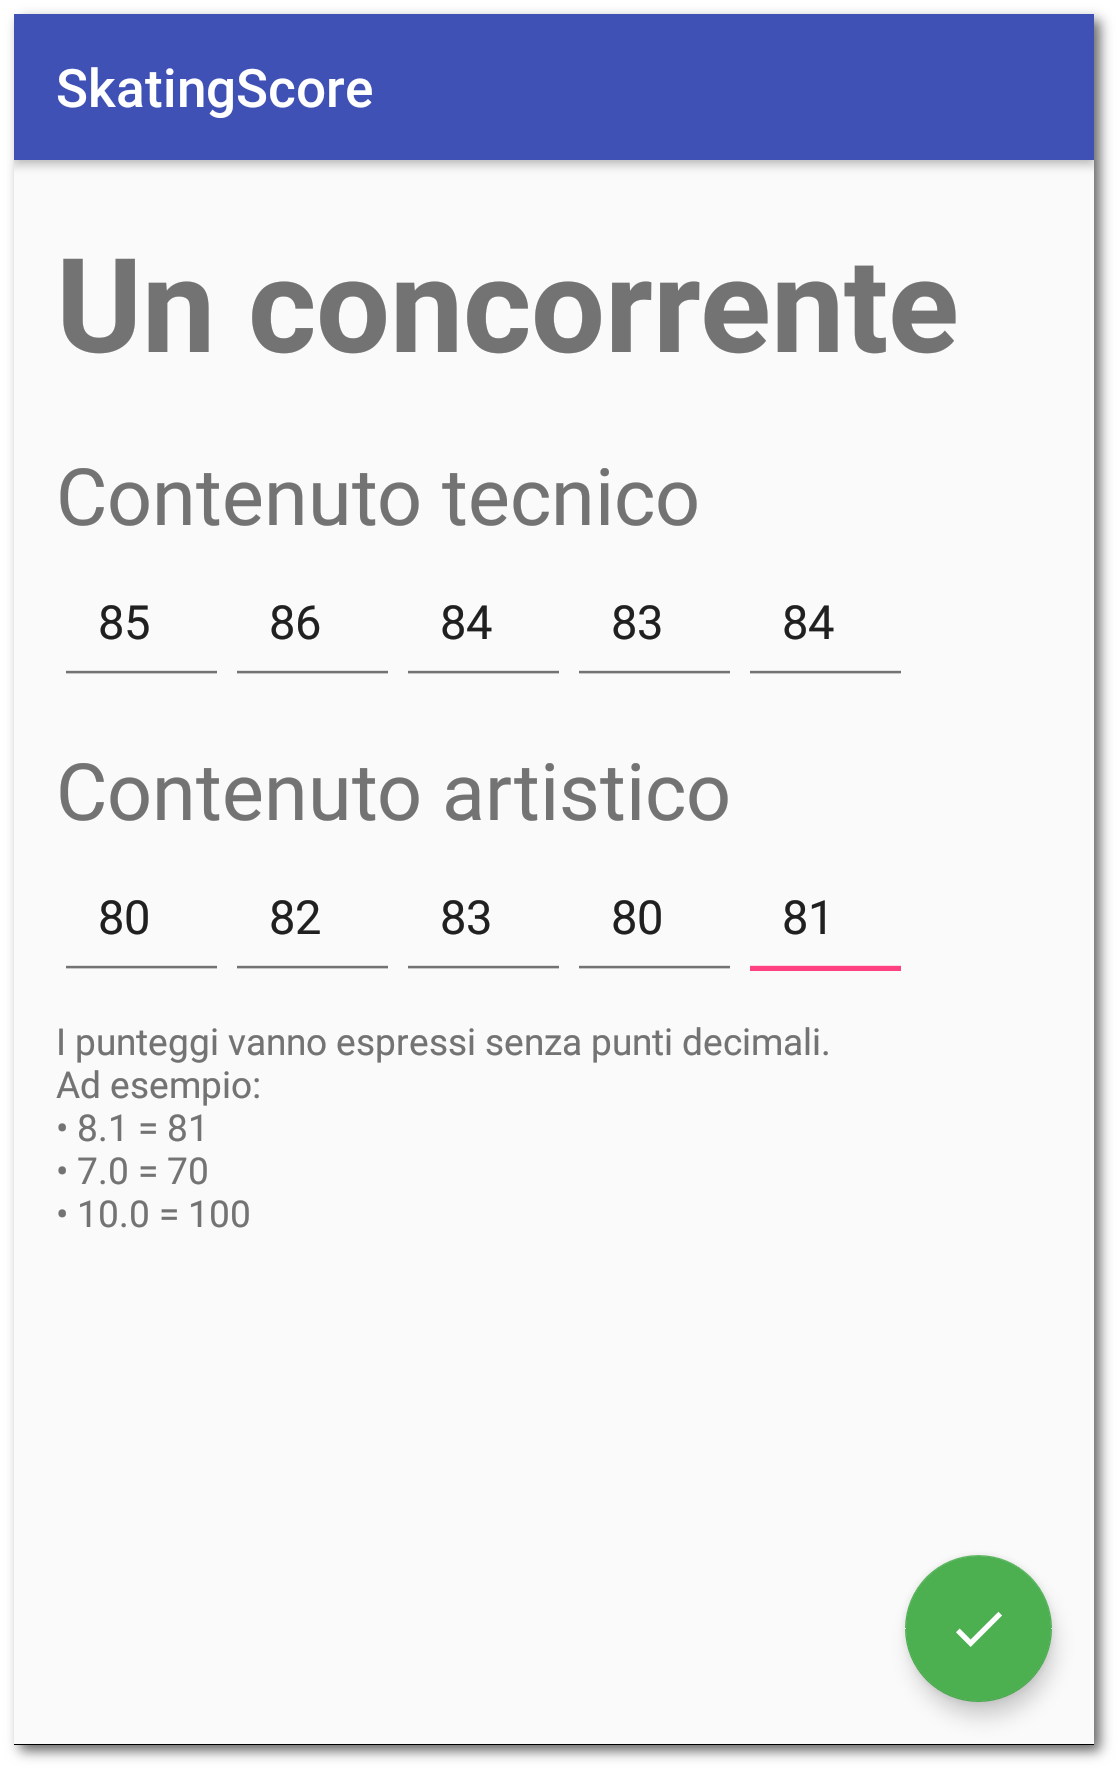 SkatingScore
Un concorrente
Contenuto tecnico
85 86 84 83 84
Contenuto artistico
80 82 83 80 81
I punteggi vanno espressi senza punti decimali.
Ad esempio:
• 8.1 = 81
• 7.0 = 70
• 10.0 = 100